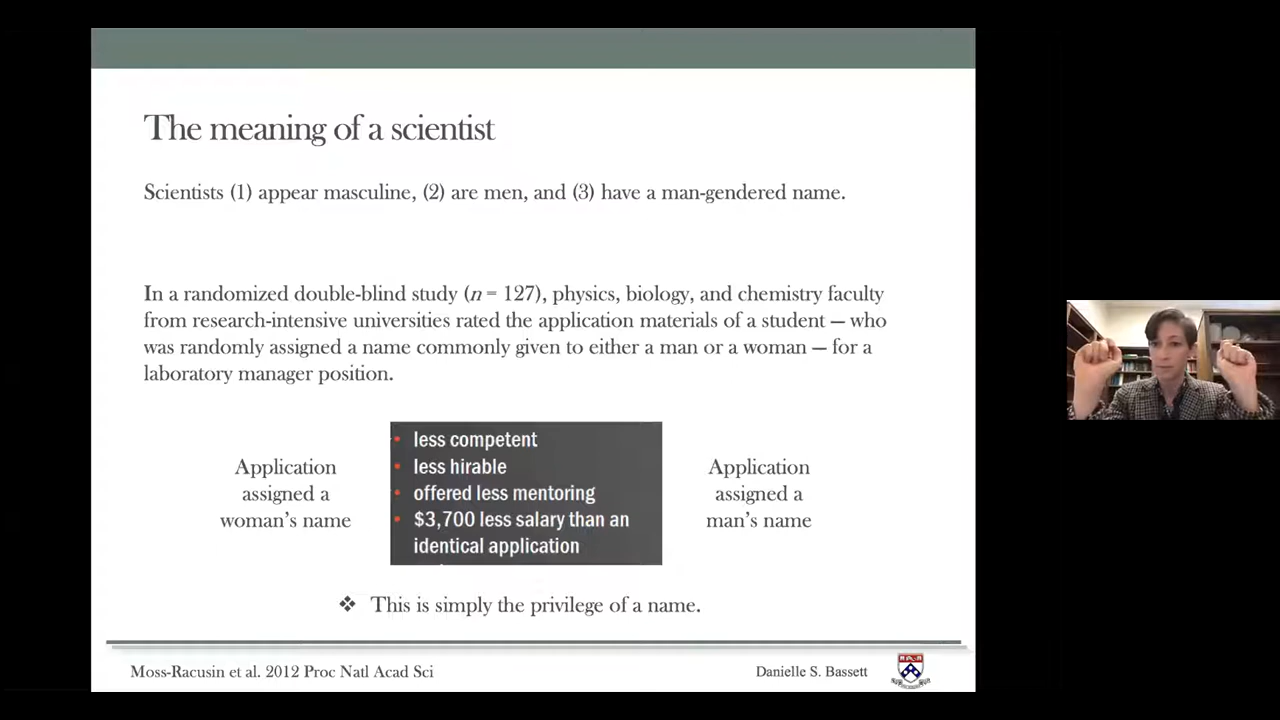 The meaning of a scientist
Scientists (1) appear masculine, (2) are men, and (3) have a man-gendered name.
In a randomized double-blind study (n = 127), physics, biology, and chemistry faculty
from research-intensive universities rated the application materials of a student — who
was randomly assigned a name commonly given to either a man or a woman — for a
laboratory manager position.
Application
assigned a
woman's name
• less competent
• less hirable
• offered less mentoring
• $3,700 less salary than an
identical application
Application
assigned a
man's name
❖ This is simply the privilege of a name.
Moss-Racusin et al. 2012 Proc Natl Acad Sci
Danielle S. Bassett